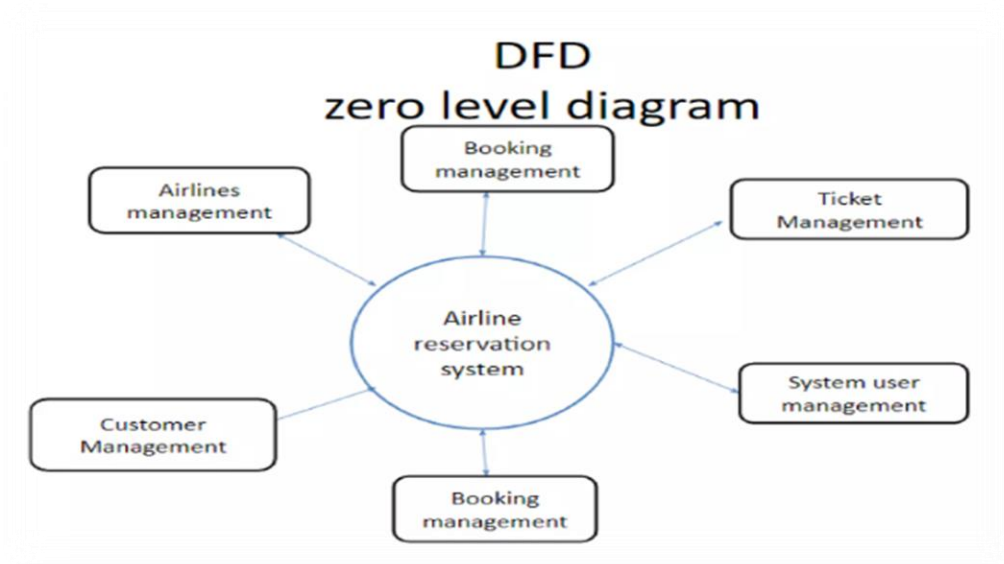 DFD
zero level diagram
Booking
management
Airlines
management
Ticket
Management
Airline
reservation
system
System user
management
Customer
Management
Booking
management